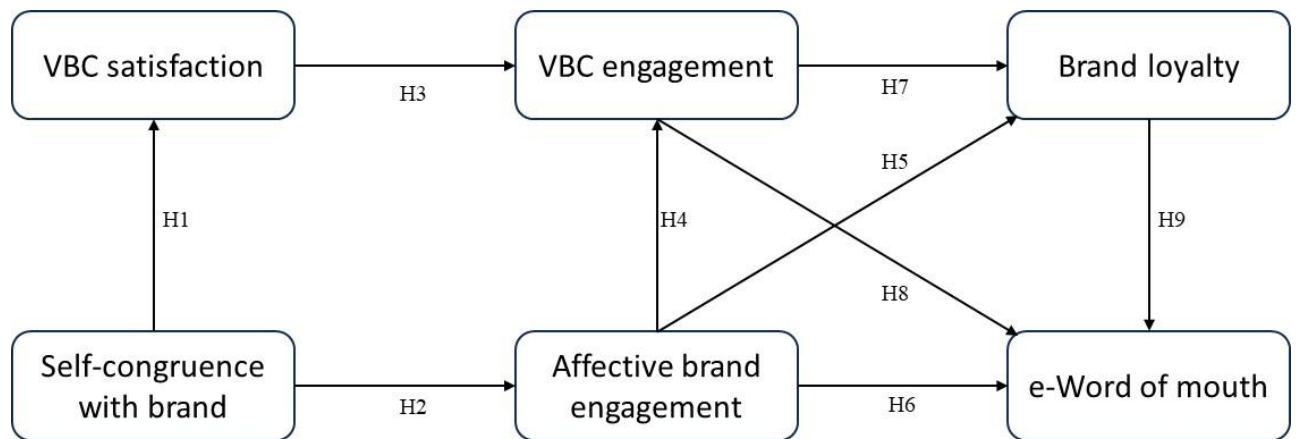 VBC satisfaction
VBC engagement
Brand loyalty
H3
H7
H5
H1
H4
H9
H8
Self-congruence
with brand
Affective brand
engagement
e-Word of mouth
H2
H6